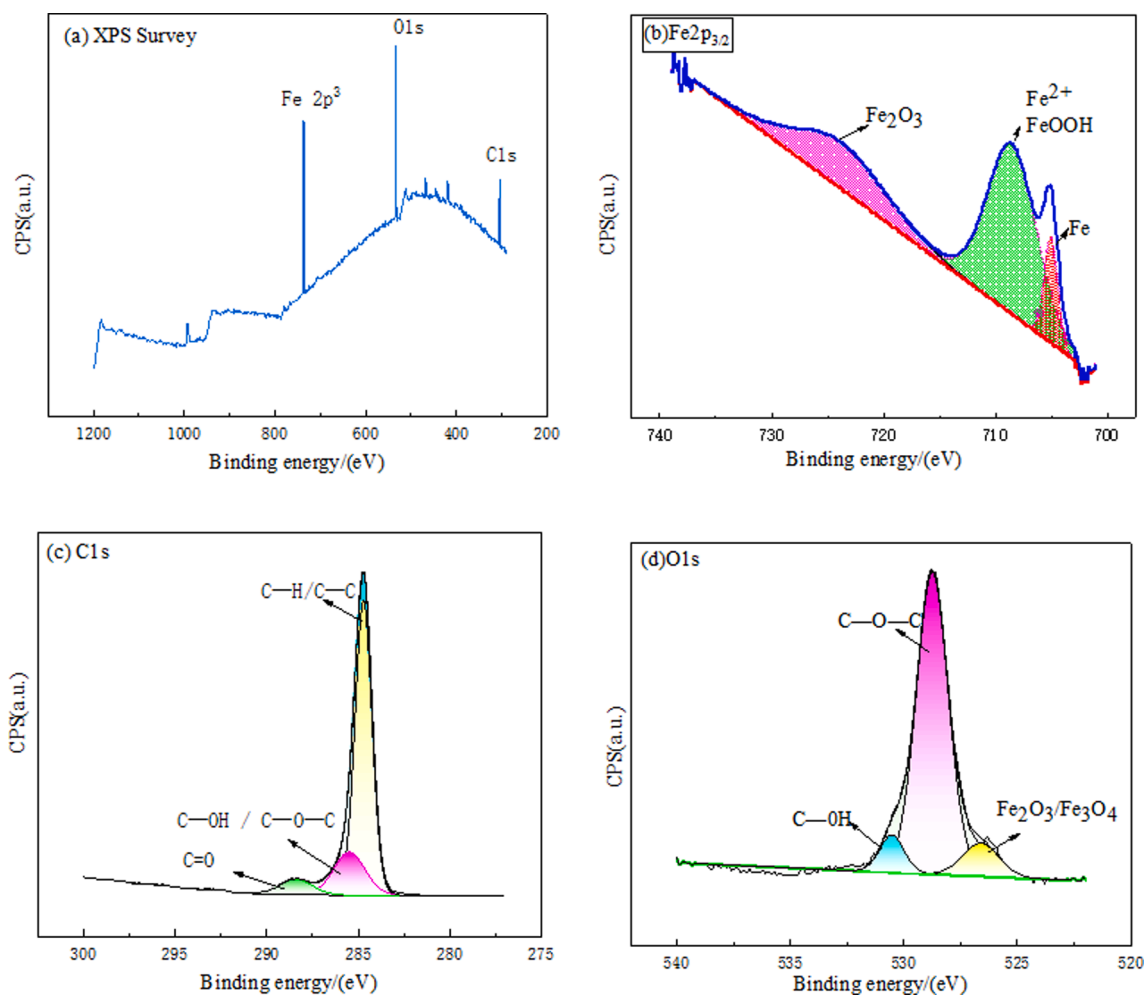 (a) XPS Survey
O1s
Fe 2p³
C1s
CPS(a.u.)
1200 1000 800 600 400 200
Binding energy/(eV)
(b)Fe2p₃/₂
Fe₂O₃
Fe²⁺
FeOOH
Fe
CPS(a.u.)
740 730 720 710 700
Binding energy/(eV)
(c) C1s
C—H/C—C
C—OH / C—O—C
C=O
CPS(a.u.)
300 295 290 285 280 275
Binding energy/(eV)
(d)O1s
C—O—C
C—OH
Fe₂O₃/Fe₃O₄
CPS(a.u.)
540 535 530 525 520
Binding energy/(eV)